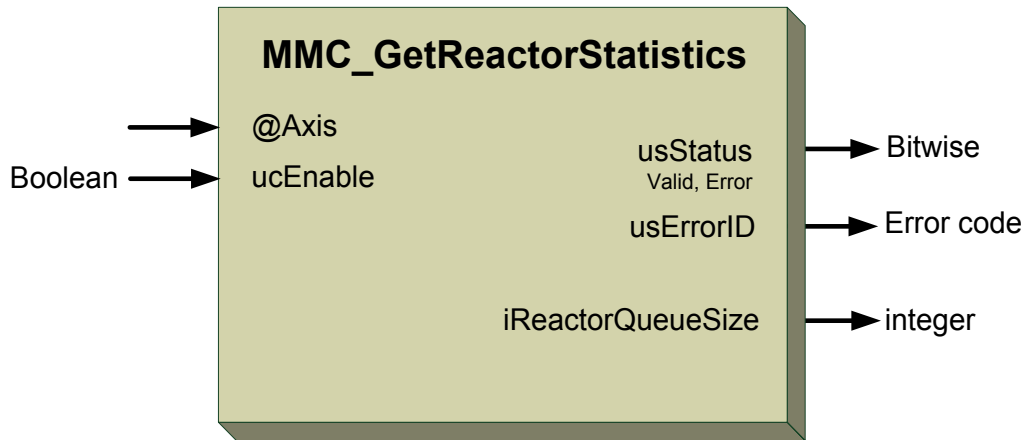 MMC_GetReactorStatistics
@Axis
Boolean
ucEnable
usStatus
Valid, Error
Bitwise
usErrorID
Error code
iReactorQueueSize
integer